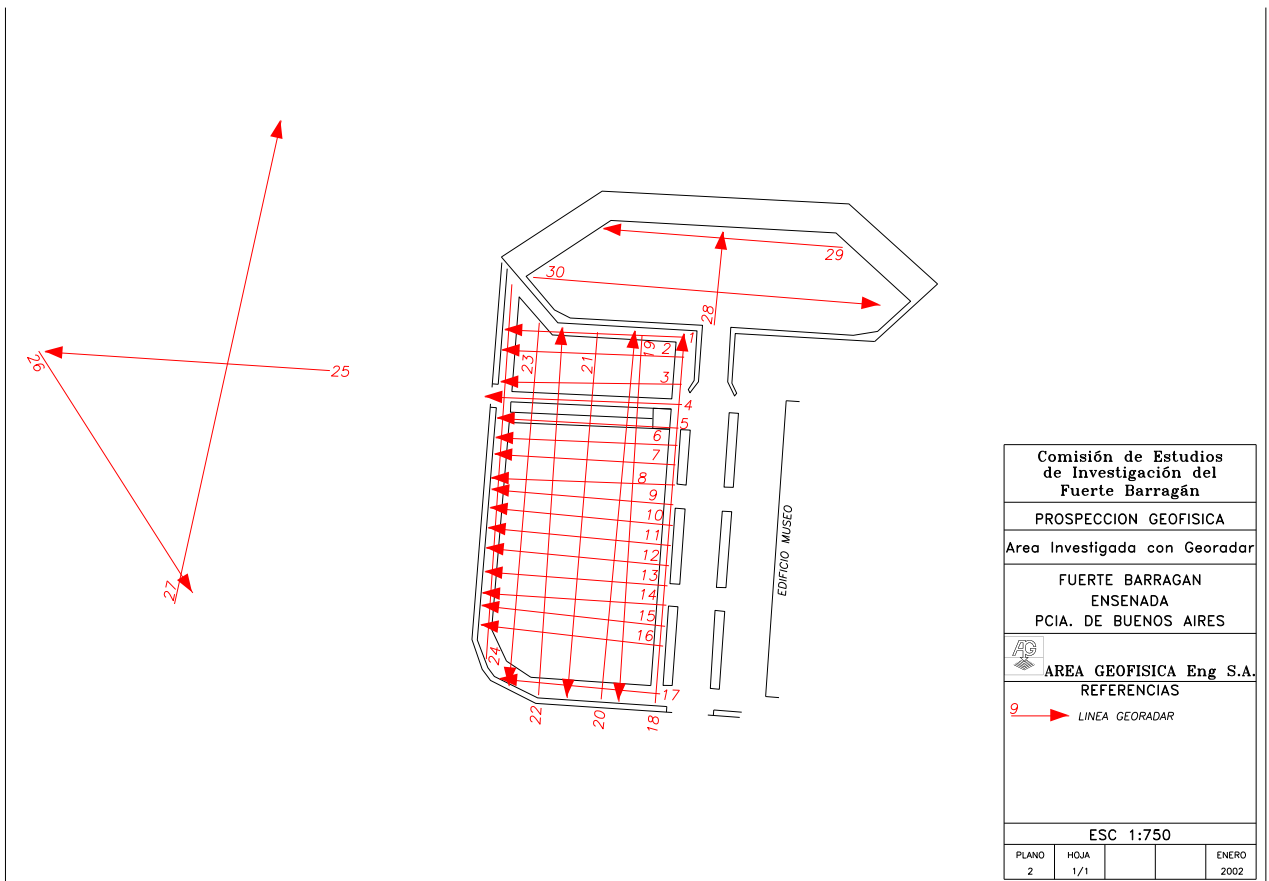 29
30
28
1
2
19
3
23
21
26
25
4
5
6
7
8
9
10
11
12
13
14
15
16
27
24
17
22
20
18
EDIFICIO MUSEO
Comisión de Estudios
de Investigación del
Fuerte Barragán
PROSPECCION GEOFISICA
Area Investigada con Georadar
FUERTE BARRAGAN
ENSENADA
PCIA. DE BUENOS AIRES
AG
AREA GEOFISICA Eng S.A.
REFERENCIAS
9
LINEA GEORADAR
ESC 1:750
PLANO HOJA ENERO
2 1/1 2002